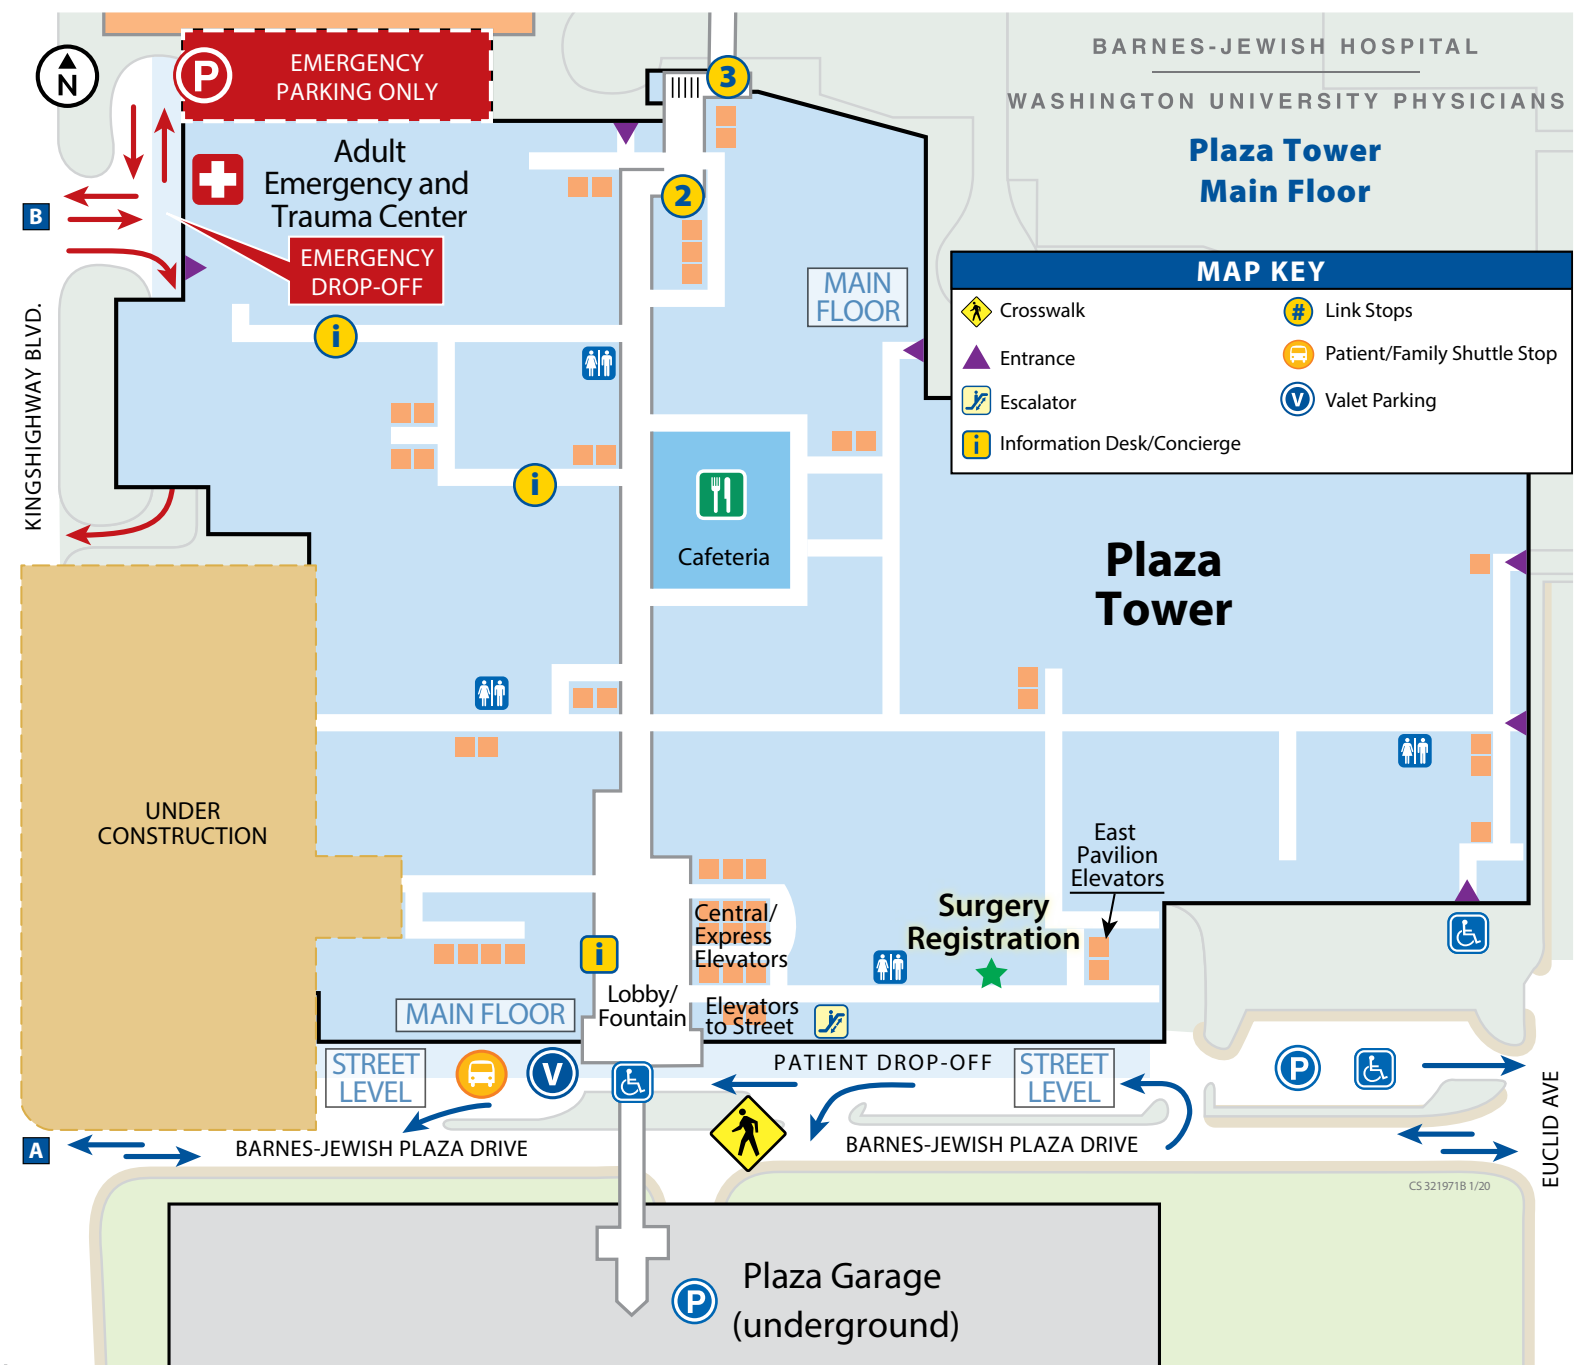 BARNES-JEWISH HOSPITAL
WASHINGTON UNIVERSITY PHYSICIANS
Plaza Tower
Main Floor
N
P
EMERGENCY
PARKING ONLY
3
Adult
Emergency and
Trauma Center
2
B
EMERGENCY
DROP-OFF
MAP KEY
Crosswalk
Entrance
Escalator
i
Information Desk/Concierge
#
Link Stops
Patient/Family Shuttle Stop
V
Valet Parking
MAIN
FLOOR
i
KINGSHIGHWAY BLVD.
i
Cafeteria
Plaza
Tower
UNDER
CONSTRUCTION
East
Pavilion
Elevators
Surgery
Registration
Central/
Express
Elevators
i
Lobby/
Fountain
Elevators
to Street
MAIN FLOOR
STREET
LEVEL
V
PATIENT DROP-OFF
STREET
LEVEL
P
EUCLID AVE
A
BARNES-JEWISH PLAZA DRIVE
BARNES-JEWISH PLAZA DRIVE
CS 321971B 1/20
P
Plaza Garage
(underground)